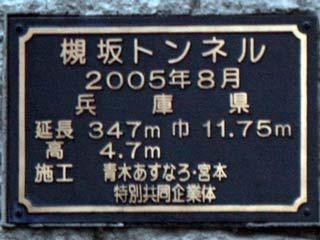 槻坂トンネル
2005年8月
兵庫県
延長 347m 巾 11.75m
高 4.7m
施工 青木あすなろ・宮本
特別共同企業体